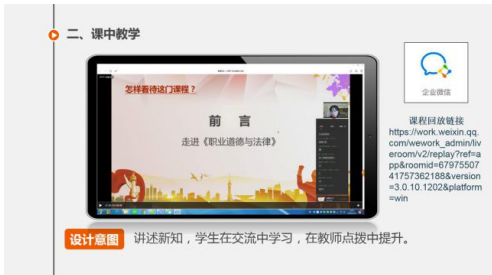 二、课中教学
怎样看待这门课程？
前 言
走进《职业道德与法律》
企业微信
课程回放链接
https://work.weixin.qq.
com/wework_admin/liv
eroom/v2/replay?ref=a
pp&roomid=67975507
41757362188&version
=3.0.10.1202&platform
=win
设计意图 讲述新知，学生在交流中学习，在教师点拨中提升。